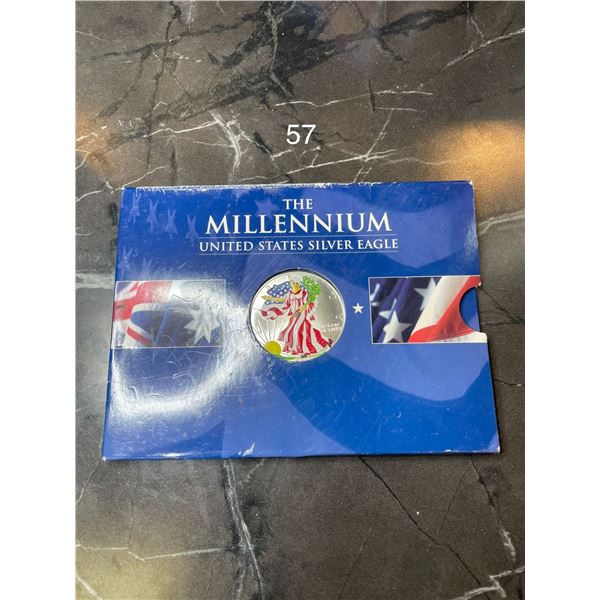 57
THE
MILLENNIUM
UNITED STATES SILVER EAGLE